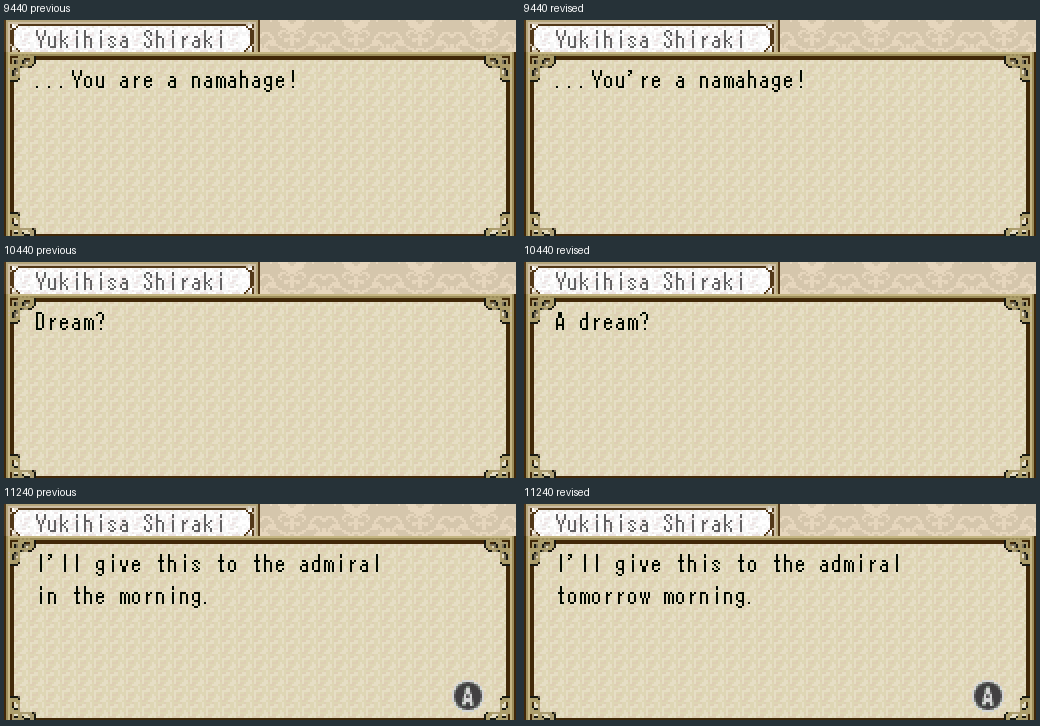 9440 previous
9440 revised
Yukihisa Shiraki
Yukihisa Shiraki
...You are a namahage!
...You're a namahage!
10440 previous
10440 revised
Yukihisa Shiraki
Yukihisa Shiraki
Dream?
A dream?
11240 previous
11240 revised
Yukihisa Shiraki
Yukihisa Shiraki
I'll give this to the admiral
in the morning.
A
I'll give this to the admiral
tomorrow morning.
A